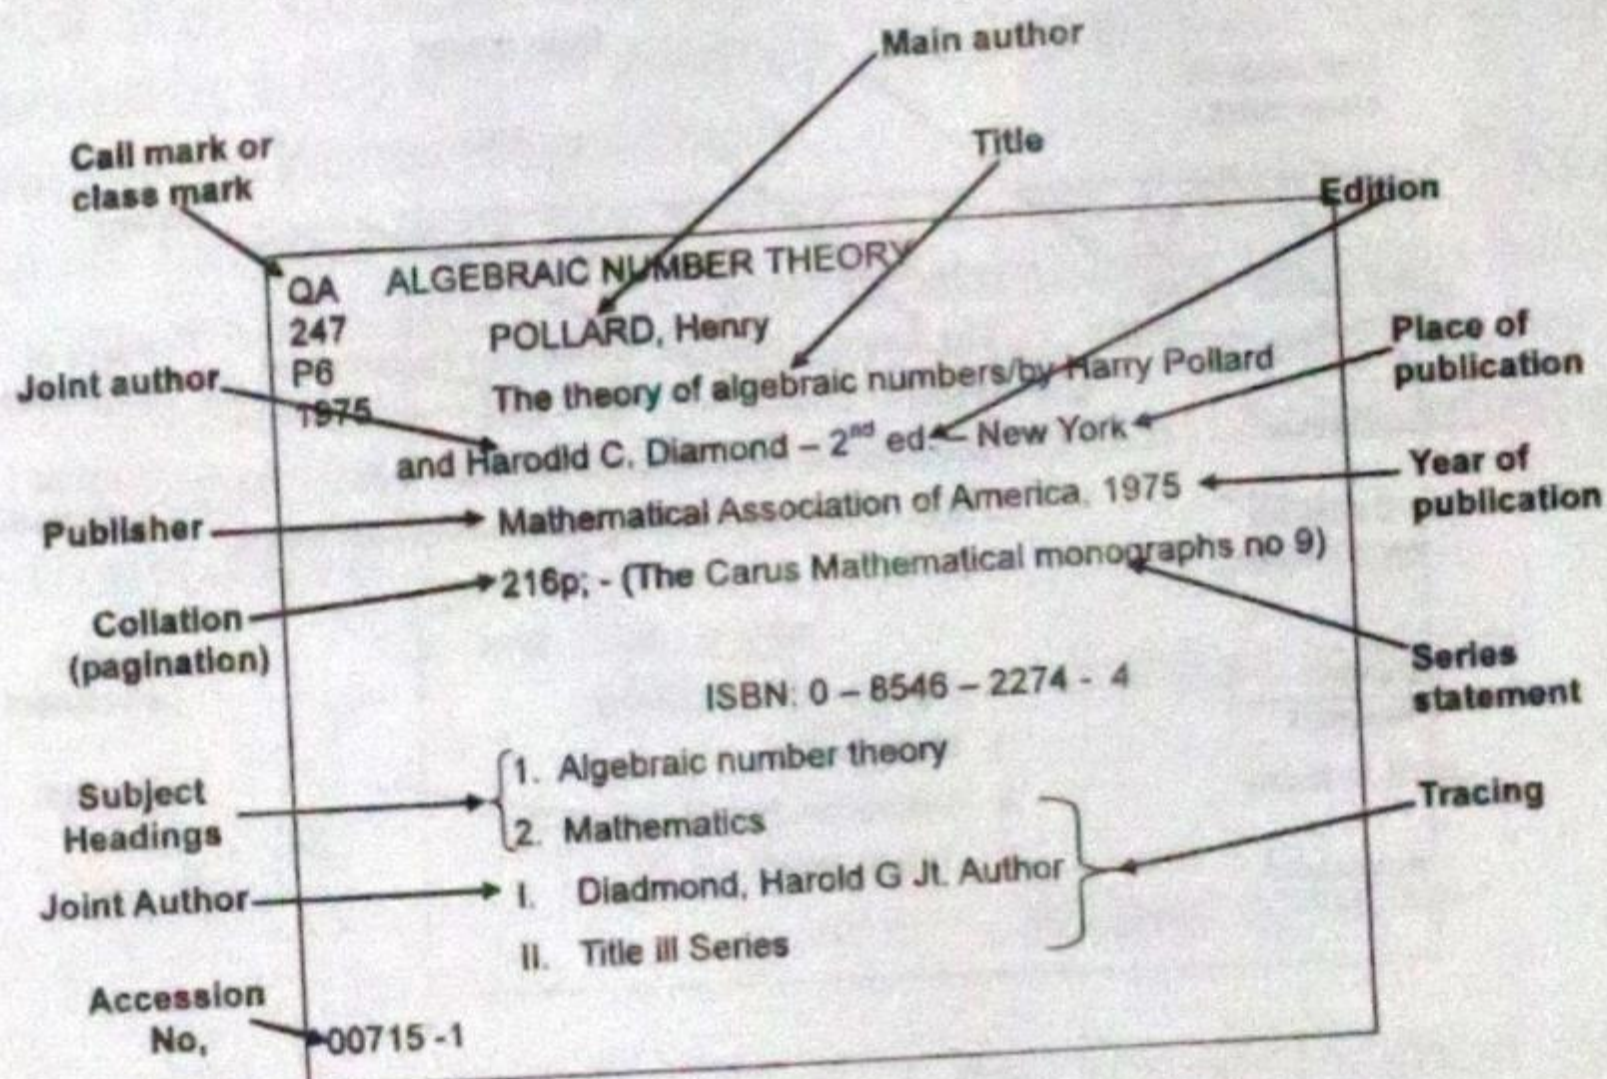 Main author
Title
Call mark or
class mark
Edition
QA ALGEBRAIC NUMBER THEORY
247 POLLARD, Henry
Place of
publication
Joint author
P6 The theory of algebraic numbers/by Harry Pollard
1975
and Harodld C. Diamond – 2nd ed. – New York
Year of
publication
Publisher
Mathematical Association of America, 1975
216p; - (The Carus Mathematical monographs no 9)
Collation
(pagination)
Series
statement
ISBN: 0 – 8546 – 2274 - 4
Subject
Headings
1. Algebraic number theory
2. Mathematics
Tracing
Joint Author
I. Diadmond, Harold G Jt. Author
II. Title iii Series
Accession
No,
00715 -1